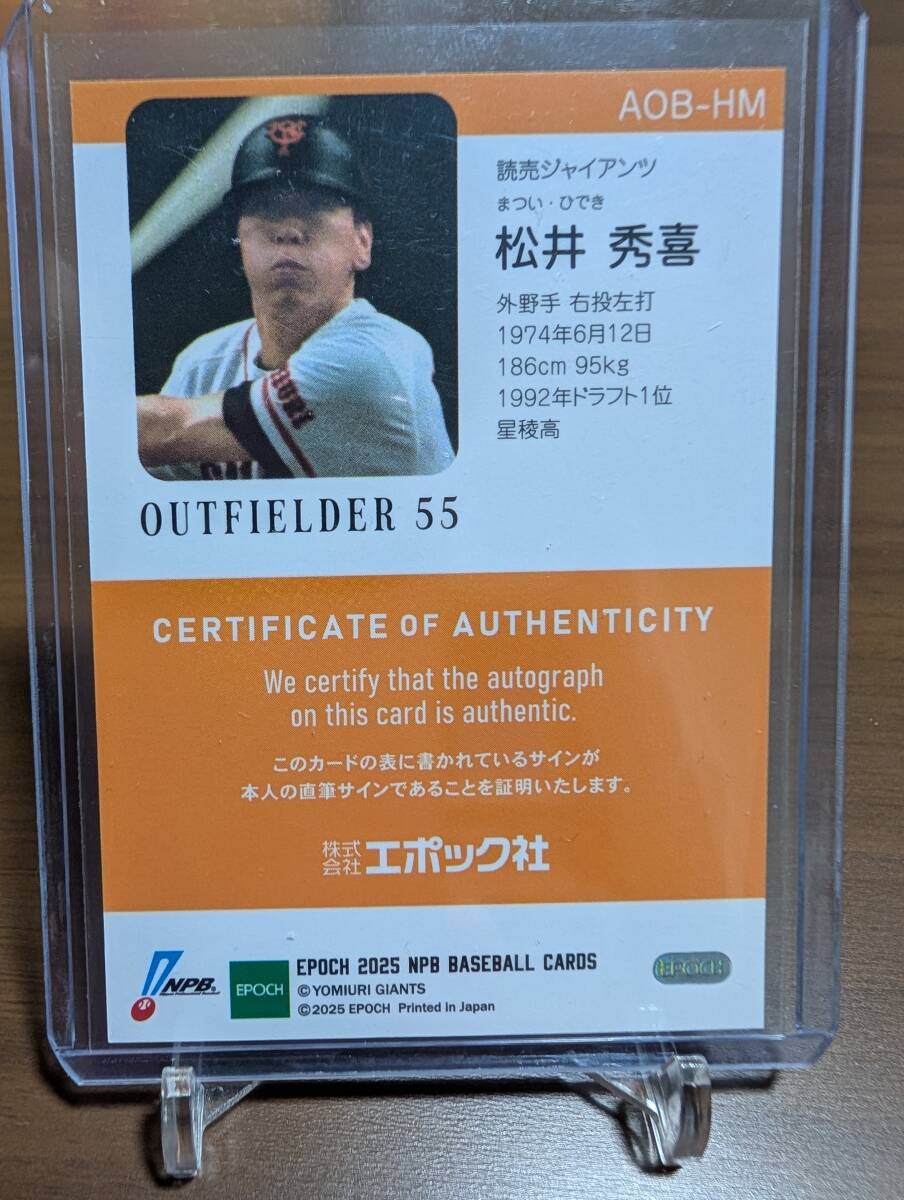 AOB-HM
読売ジャイアンツ
まつい・ひでき
松井 秀喜
外野手 右投左打
1974年6月12日
186cm 95kg
1992年ドラフト1位
星稜高
OUTFIELDER 55
CERTIFICATE OF AUTHENTICITY
We certify that the autograph
on this card is authentic.
このカードの表に書かれているサインが
本人の直筆サインであることを証明いたします。
株式会社エポック社
NPB
EPOCH
EPOCH 2025 NPB BASEBALL CARDS
©YOMIURI GIANTS
©2025 EPOCH Printed in Japan
EPOCH